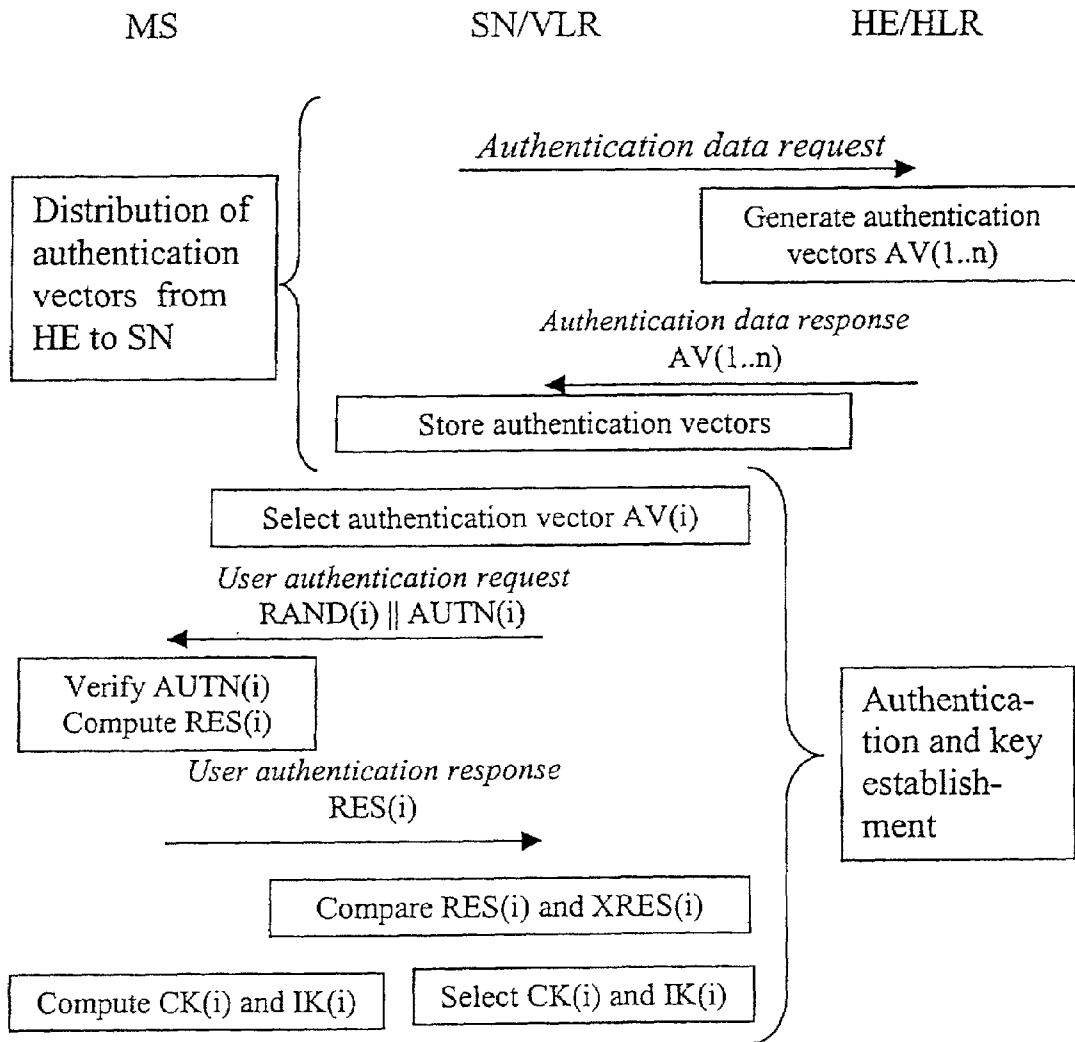 MS SN/VLR HE/HLR
Authentication data request
Distribution of
authentication
vectors from
HE to SN
Generate authentication
vectors AV(1..n)
Authentication data response
AV(1..n)
Store authentication vectors
Select authentication vector AV(i)
User authentication request
RAND(i) || AUTN(i)
Verify AUTN(i)
Compute RES(i)
User authentication response
RES(i)
Authentica-
tion and key
establish-
ment
Compare RES(i) and XRES(i)
Compute CK(i) and IK(i)
Select CK(i) and IK(i)